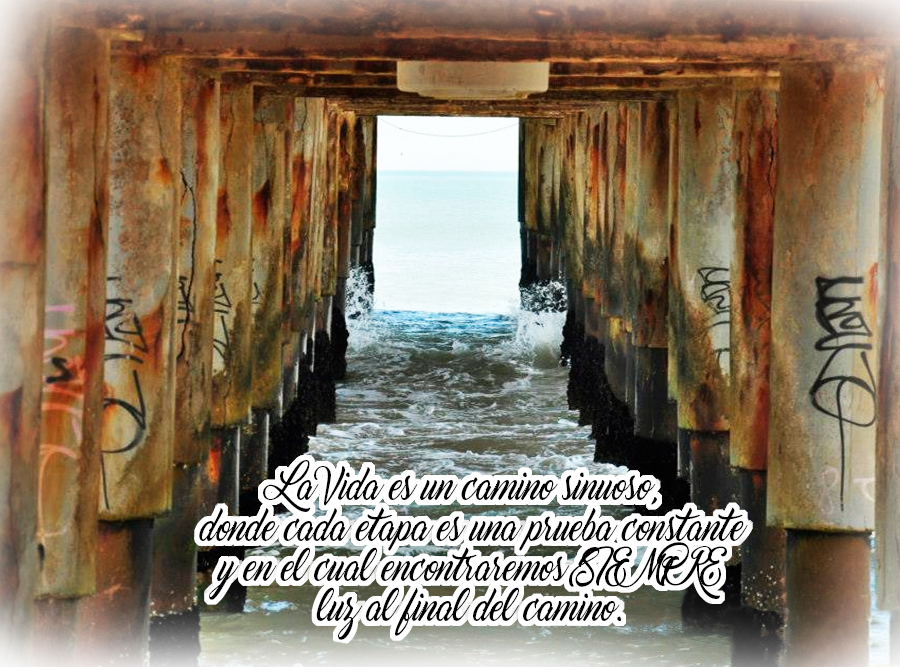 La Vida es un camino sinuoso,
donde cada etapa es una prueba constante
y en el cual encontraremos SIEMPRE
luz al final del camino.